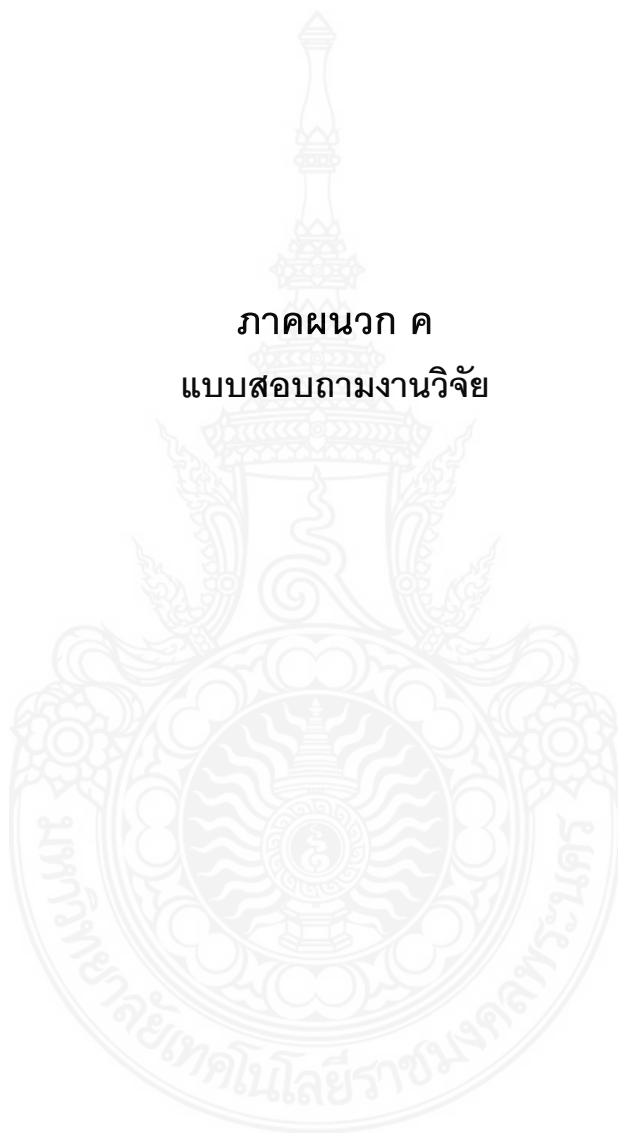 ภาคผนวก ค
แบบสอบถามงานวิจัย
มหาวิทยาลัยเทคโนโลยีราชมงคลพระนคร